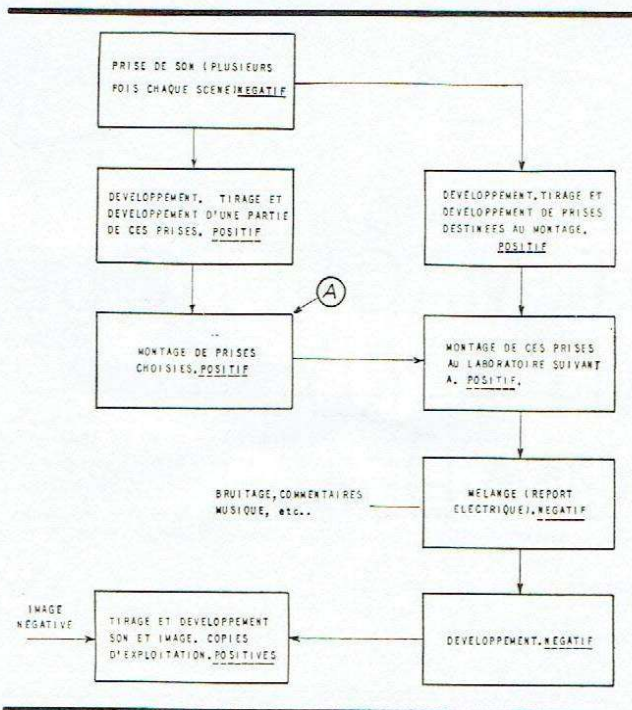 PRISE DE SON (PLUSIEURS
FOIS CHAQUE SCENE)NEGATIF
DEVELOPPEMENT. TIRAGE ET
DEVELOPPEMENT D'UNE PARTIE
DE CES PRISES. POSITIF
DEVELOPPEMENT.TIRAGE ET
DEVELOPPEMENT DE PRISES
DESTINEES AU MONTAGE.
POSITIF
A
MONTAGE DE PRISES
CHOISIES.POSITIF
MONTAGE DE CES PRISES
AU LABORATOIRE SUIVANT
A. POSITIF.
BRUITAGE,COMMENTAIRES
MUSIQUE, etc..
MELANGE (REPORT
ELECTRIQUE).NEGATIF
IMAGE
NÉGATIVE
TIRAGE ET DEVELOPPEMENT
SON ET IMAGE. COPIES
D'EXPLOITATION.POSITIVES
DEVELOPPEMENT.NEGATIF